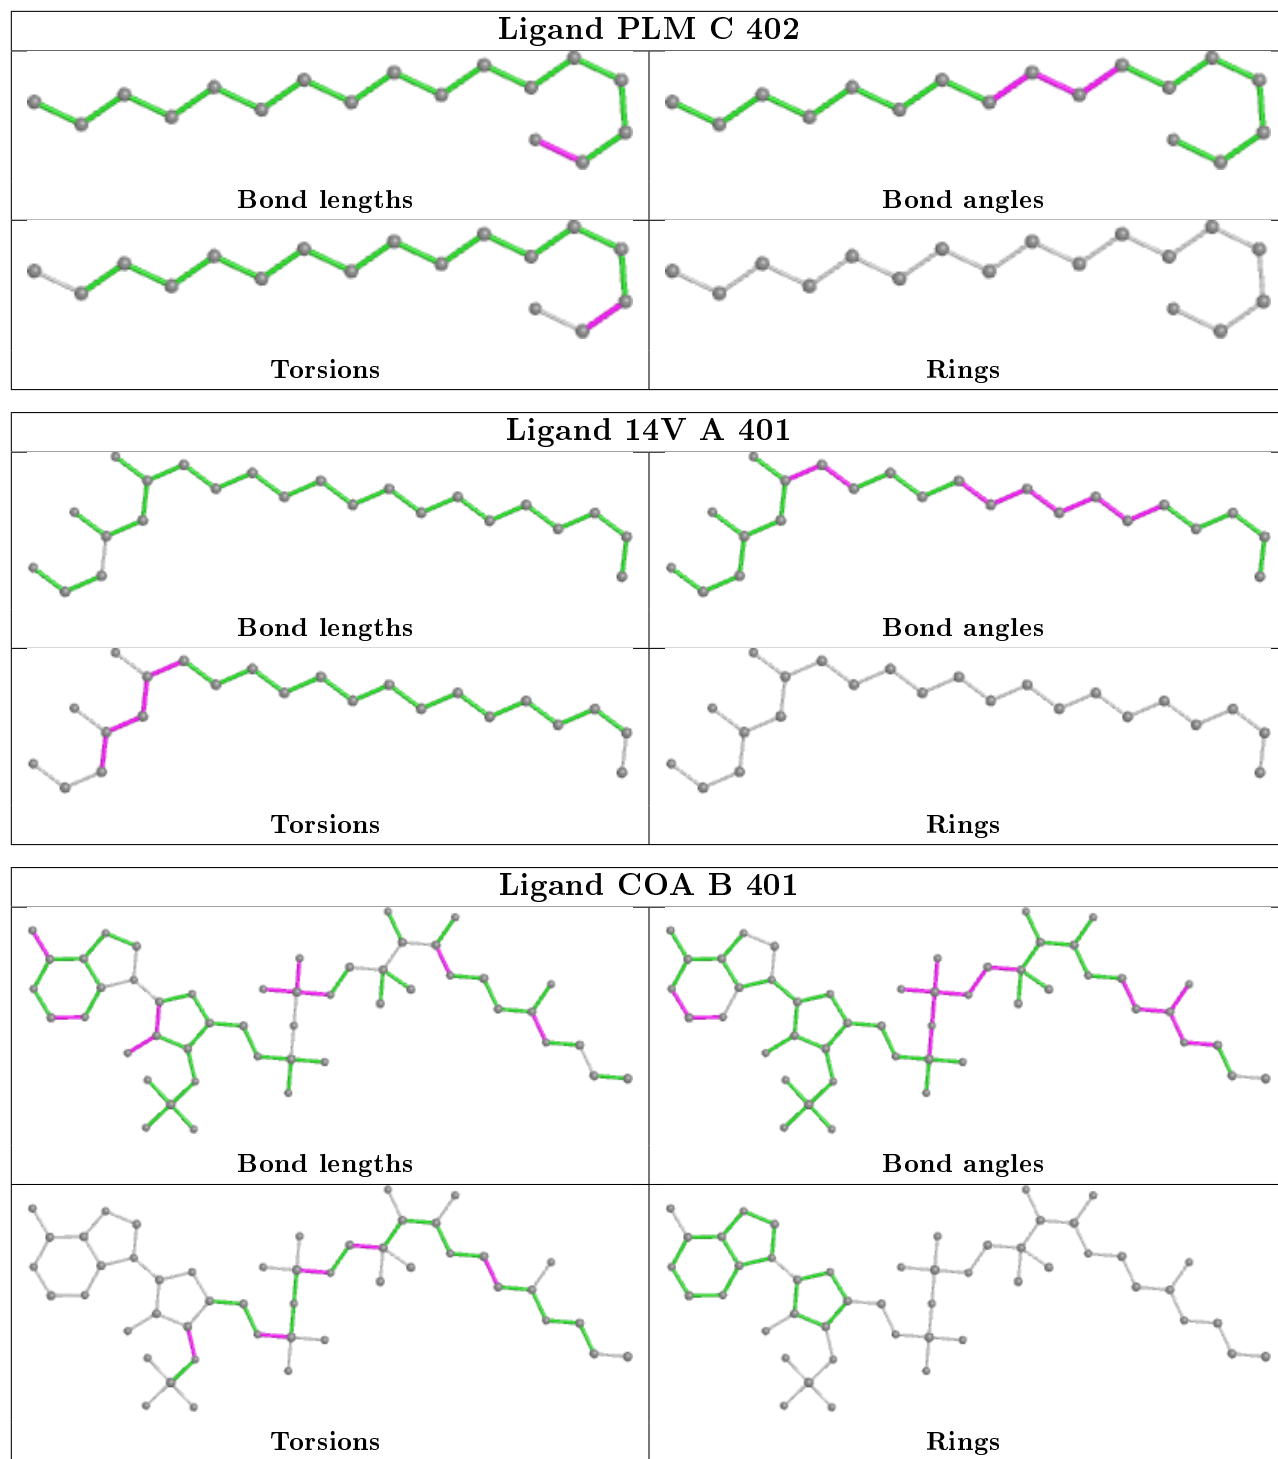 Ligand PLM C 402
Bond lengths
Bond angles
Torsions
Rings
Ligand 14V A 401
Bond lengths
Bond angles
Torsions
Rings
Ligand COA B 401
Bond lengths
Bond angles
Torsions
Rings